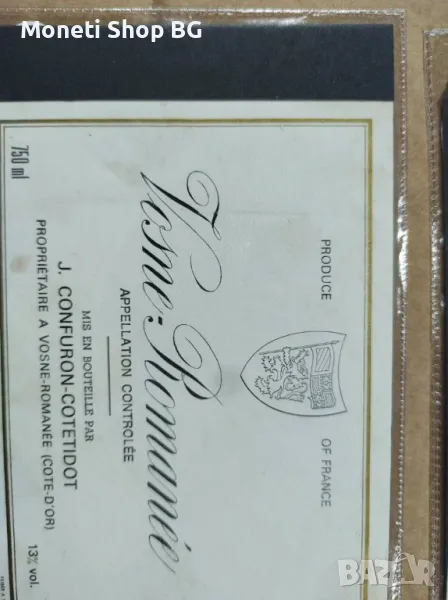 Moneti Shop BG
PRODUCE OF FRANCE
Vosne-Romanée
APPELLATION CONTROLÉE
MIS EN BOUTEILLE PAR
J. CONFURON-COTETIDOT
PROPRIÉTAIRE A VOSNE-ROMANÉE (COTE-D'OR)
750 ml
13% vol.
BAZAR